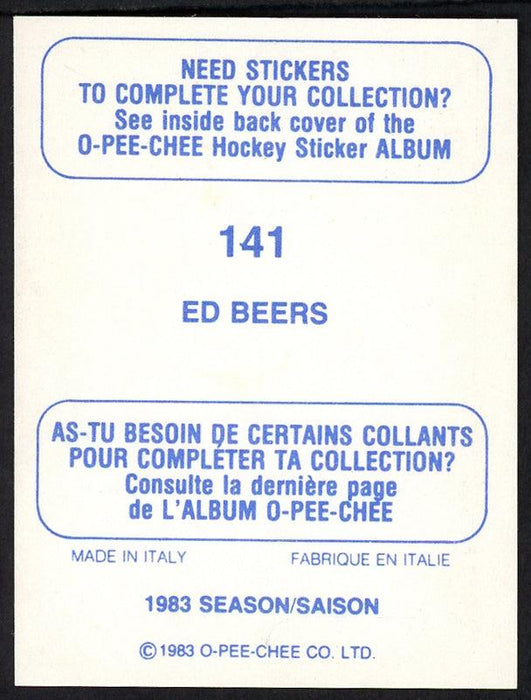 NEED STICKERS
TO COMPLETE YOUR COLLECTION?
See inside back cover of the
O-PEE-CHEE Hockey Sticker ALBUM
141
ED BEERS
AS-TU BESOIN DE CERTAINS COLLANTS
POUR COMPLÉTER TA COLLECTION?
Consulte la dernière page
de L'ALBUM O-PEE-CHEE
MADE IN ITALY FABRIQUE EN ITALIE
1983 SEASON/SAISON
© 1983 O-PEE-CHEE CO. LTD.